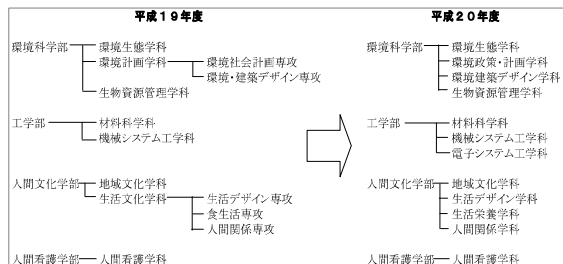 平成19年度
環境科学部 環境生態学科
環境計画学科 環境社会計画専攻
環境・建築デザイン専攻
生物資源管理学科
工学部 材料科学科
機械システム工学科
人間文化学部 地域文化学科
生活文化学科 生活デザイン専攻
食生活専攻
人間関係専攻
人間看護学部 人間看護学科
平成20年度
環境科学部 環境生態学科
環境政策・計画学科
環境建築デザイン学科
生物資源管理学科
工学部 材料科学科
機械システム工学科
電子システム工学科
人間文化学部 地域文化学科
生活デザイン学科
生活栄養学科
人間関係学科
人間看護学部 人間看護学科